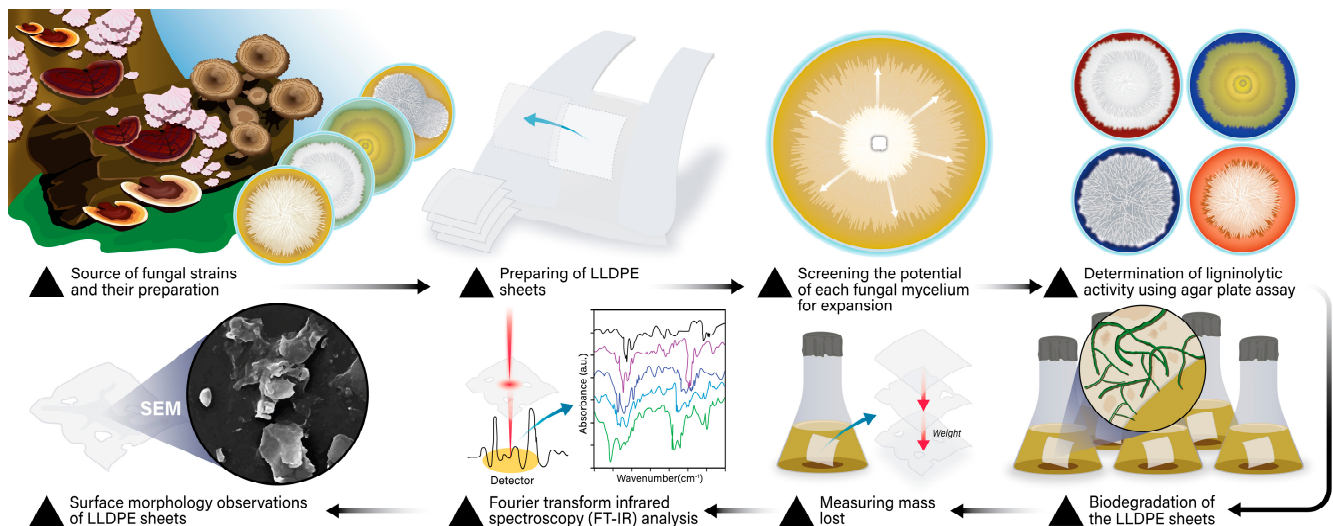 Source of fungal strains
and their preparation
Preparing of LLDPE
sheets
Screening the potential
of each fungal mycelium
for expansion
Determination of ligninolytic
activity using agar plate assay
SEM
Absorbance (a.u.)
Wavenumber(cm⁻¹)
Detector
Weight
Surface morphology observations
of LLDPE sheets
Fourier transform infrared
spectroscopy (FT-IR) analysis
Measuring mass
lost
Biodegradation of
the LLDPE sheets